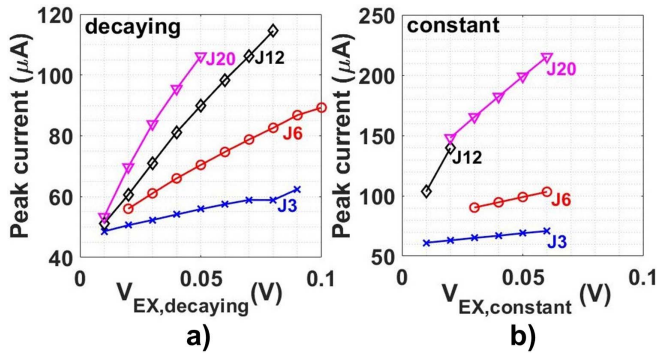 decaying
Peak current (μA)
120
100
80
60
40
J20
J12
J6
J3
0
0.05
0.1
V_EX,decaying (V)
a)
constant
Peak current (μA)
250
200
150
100
50
J20
J12
J6
J3
0
0.05
0.1
V_EX,constant (V)
b)